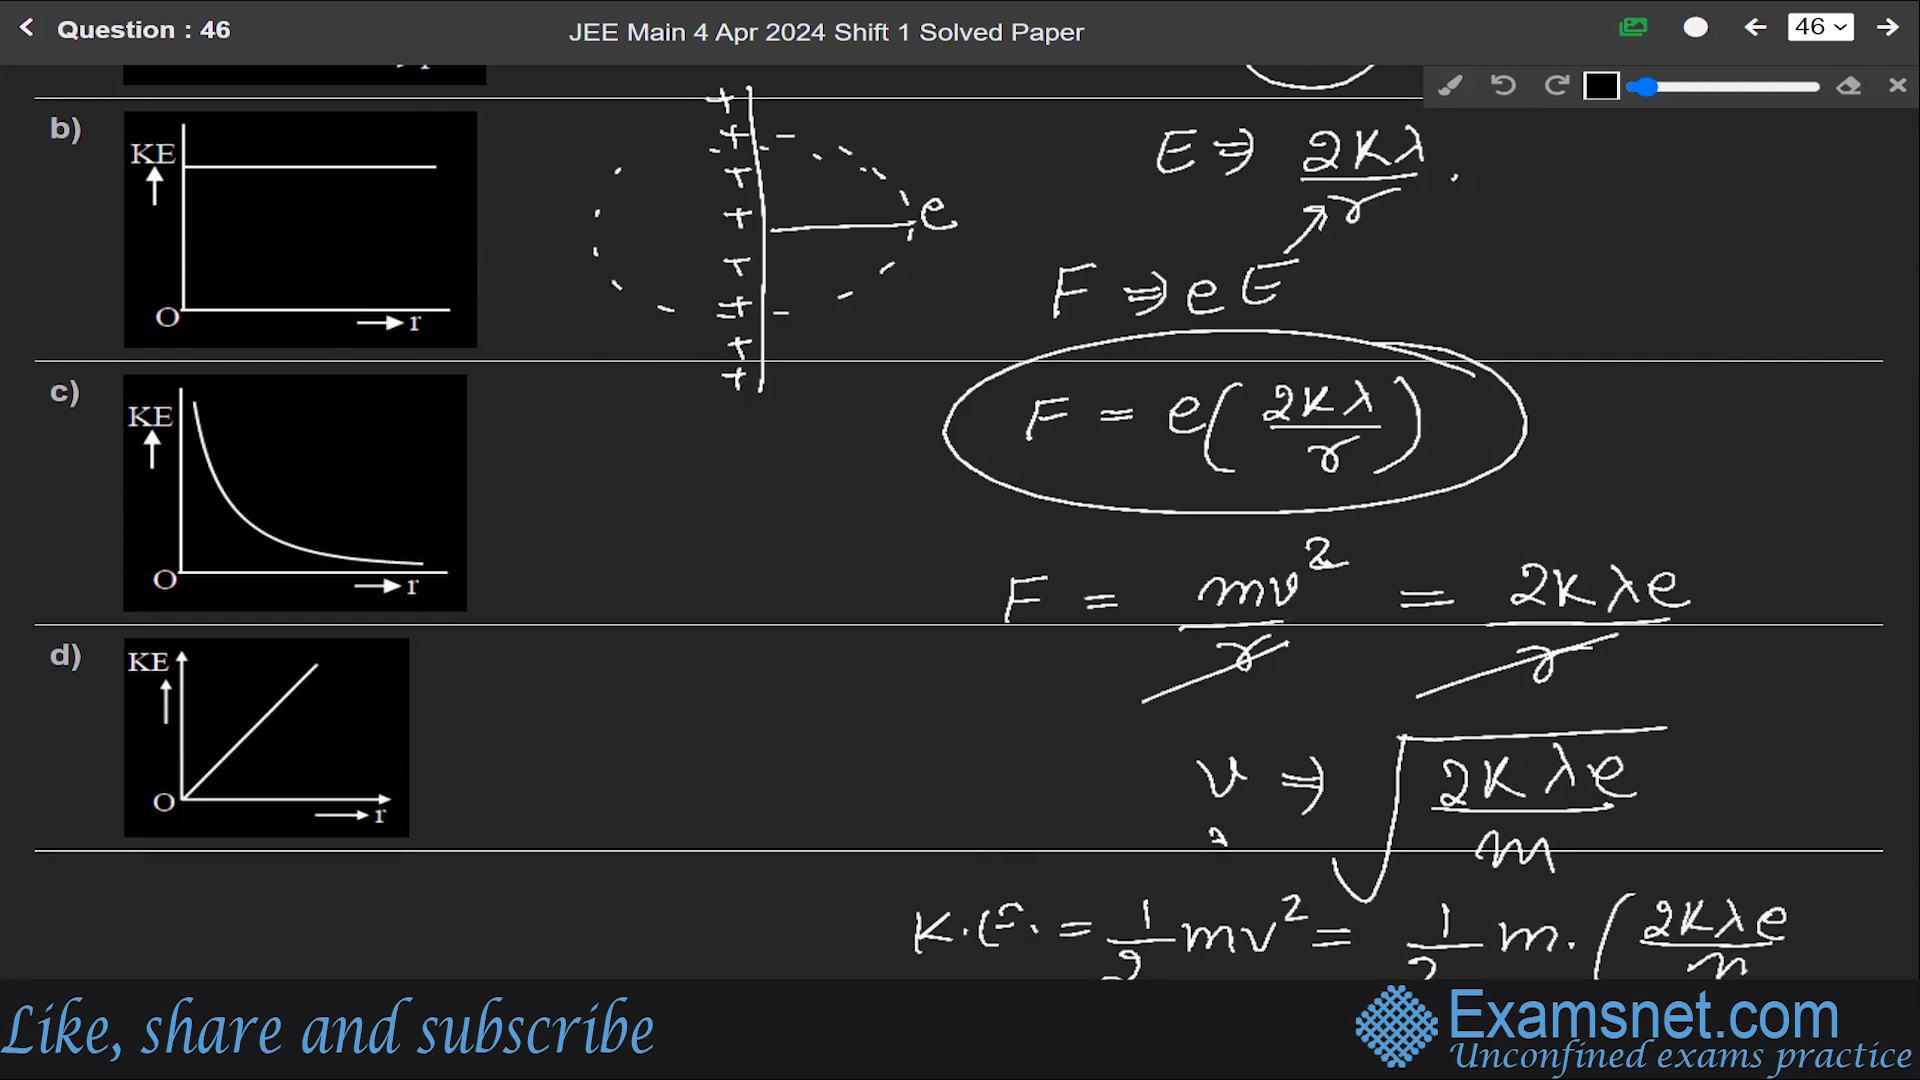 Question : 46
JEE Main 4 Apr 2024 Shift 1 Solved Paper
46
b)
KE
O
r
+ + + + + + + +
e
E ⇒ 2Kλ/r
F ⇒ eE
c)
KE
O
r
F = e(2Kλ/r)
F = mv²/r = 2Kλe/r
d)
KE
O
r
v ⇒ √(2Kλe/m)
K.E. = 1/2 mv² = 1/2 m. (2Kλe/m
Like, share and subscribe
Examsnet.com
Unconfined exams practice